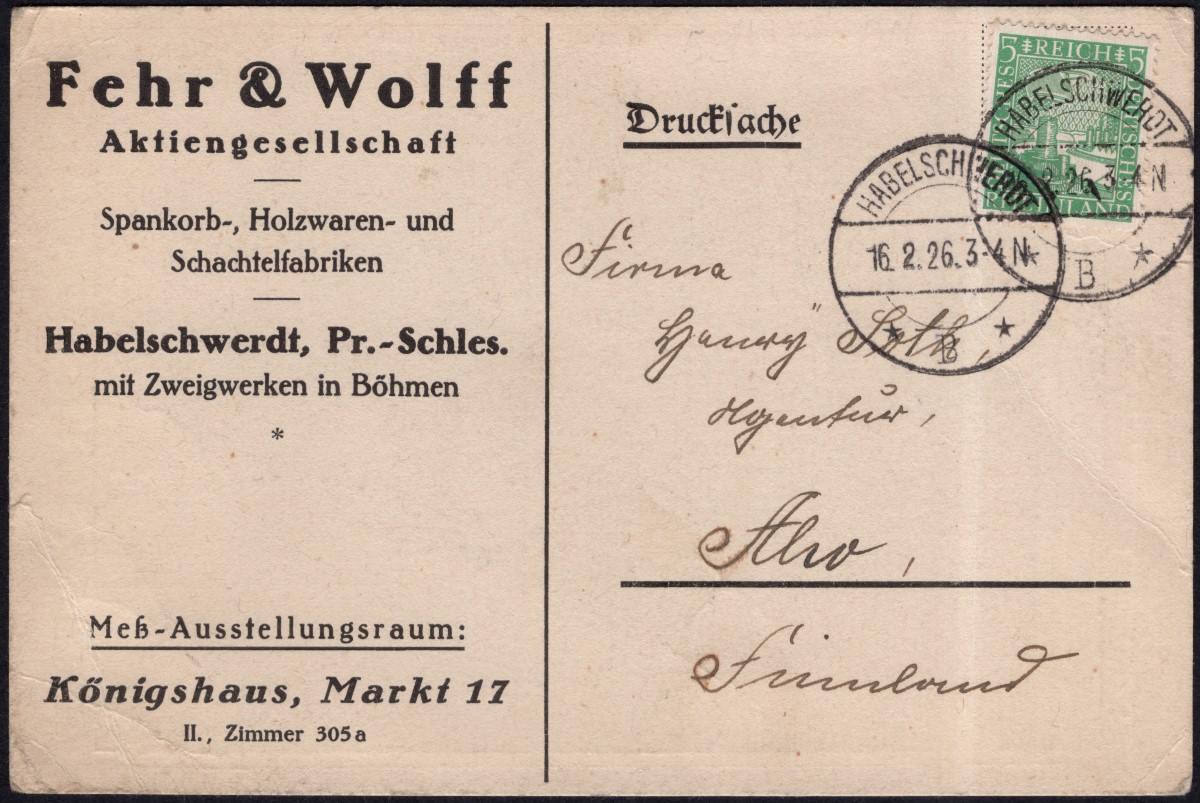 Fehr & Wolff
Aktiengesellschaft
Spankorb-, Holzwaren- und
Schachtelfabriken
Habelschwerdt, Pr.-Schles.
mit Zweigwerken in Böhmen
*
Meß-Ausstellungsraum:
Königshaus, Markt 17
II., Zimmer 305a
Drucksache
5 REICH 5
HABELSCHWERDT
2.26.3-4N
B
HABELSCHWERDT
16.2.26.3-4N
B
Firma
Henry
Agentur,
Abo,
Finnland